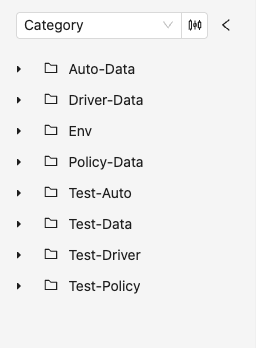 Category
Auto-Data
Driver-Data
Env
Policy-Data
Test-Auto
Test-Data
Test-Driver
Test-Policy